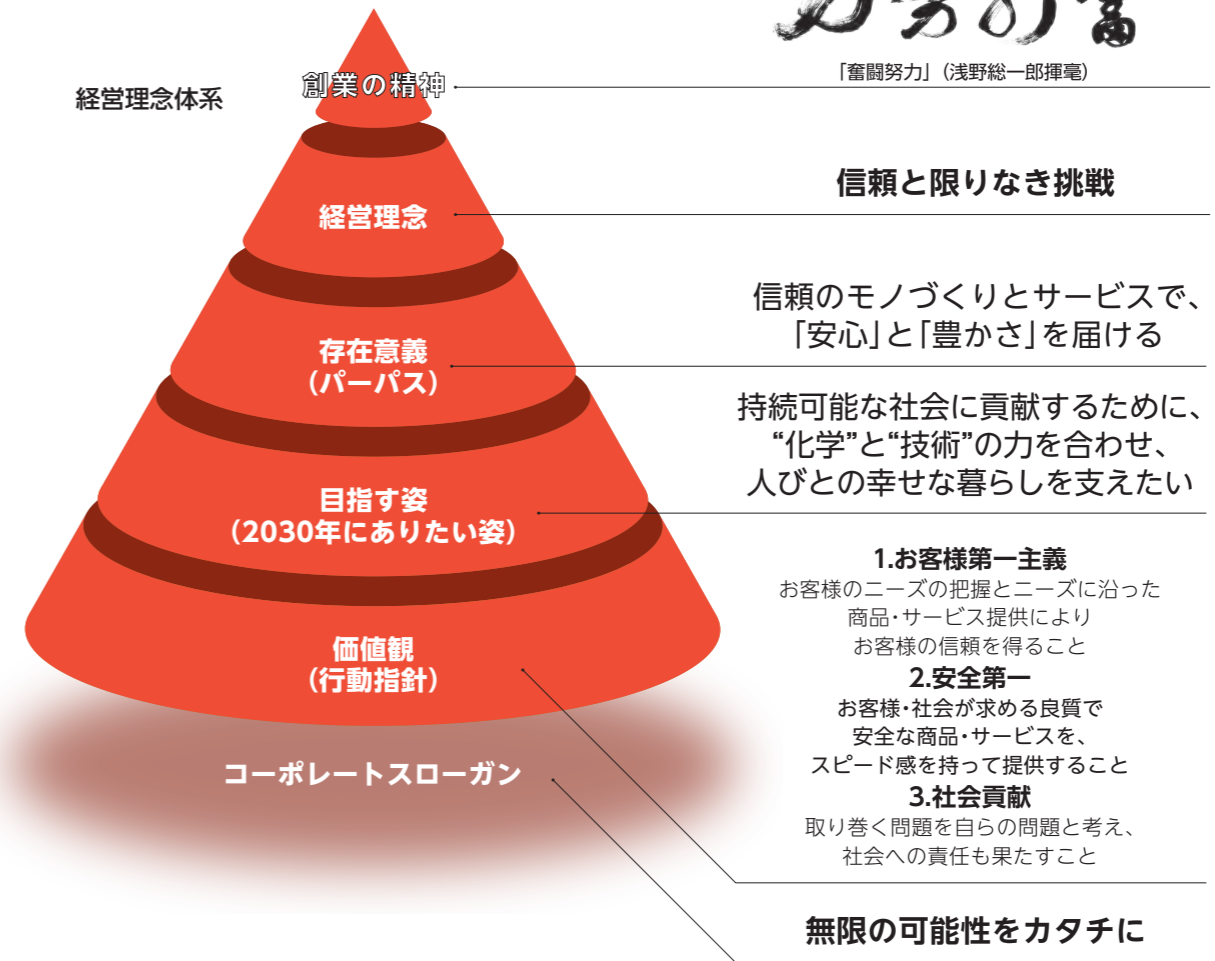 「奮闘努力」（浅野総一郎揮毫）
経営理念体系
創業の精神
信頼と限りなき挑戦
経営理念
信頼のモノづくりとサービスで、
「安心」と「豊かさ」を届ける
存在意義
（パーパス）
持続可能な社会に貢献するために、
“化学”と“技術”の力を合わせ、
人びとの幸せな暮らしを支えたい
目指す姿
（2030年にありたい姿）
1.お客様第一主義
お客様のニーズの把握とニーズに沿った
商品・サービス提供により
お客様の信頼を得ること
2.安全第一
お客様・社会が求める良質で
安全な商品・サービスを、
スピード感を持って提供すること
3.社会貢献
取り巻く問題を自らの問題と考え、
社会への責任も果たすこと
価値観
（行動指針）
コーポレートスローガン
無限の可能性をカタチに